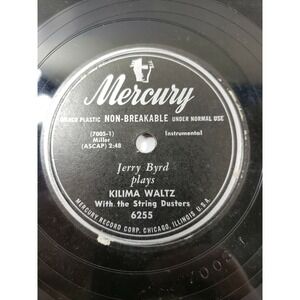 Mercury
PLASTIC NON-BREAKABLE UNDER NORMAL USE
(7005-1)
Miller
(ASCAP) 2:48
Instrumental
Jerry Byrd
plays
KILIMA WALTZ
With the String Dusters
6255
MERCURY RECORD CORP. CHICAGO, ILLINOIS, U.S.A.